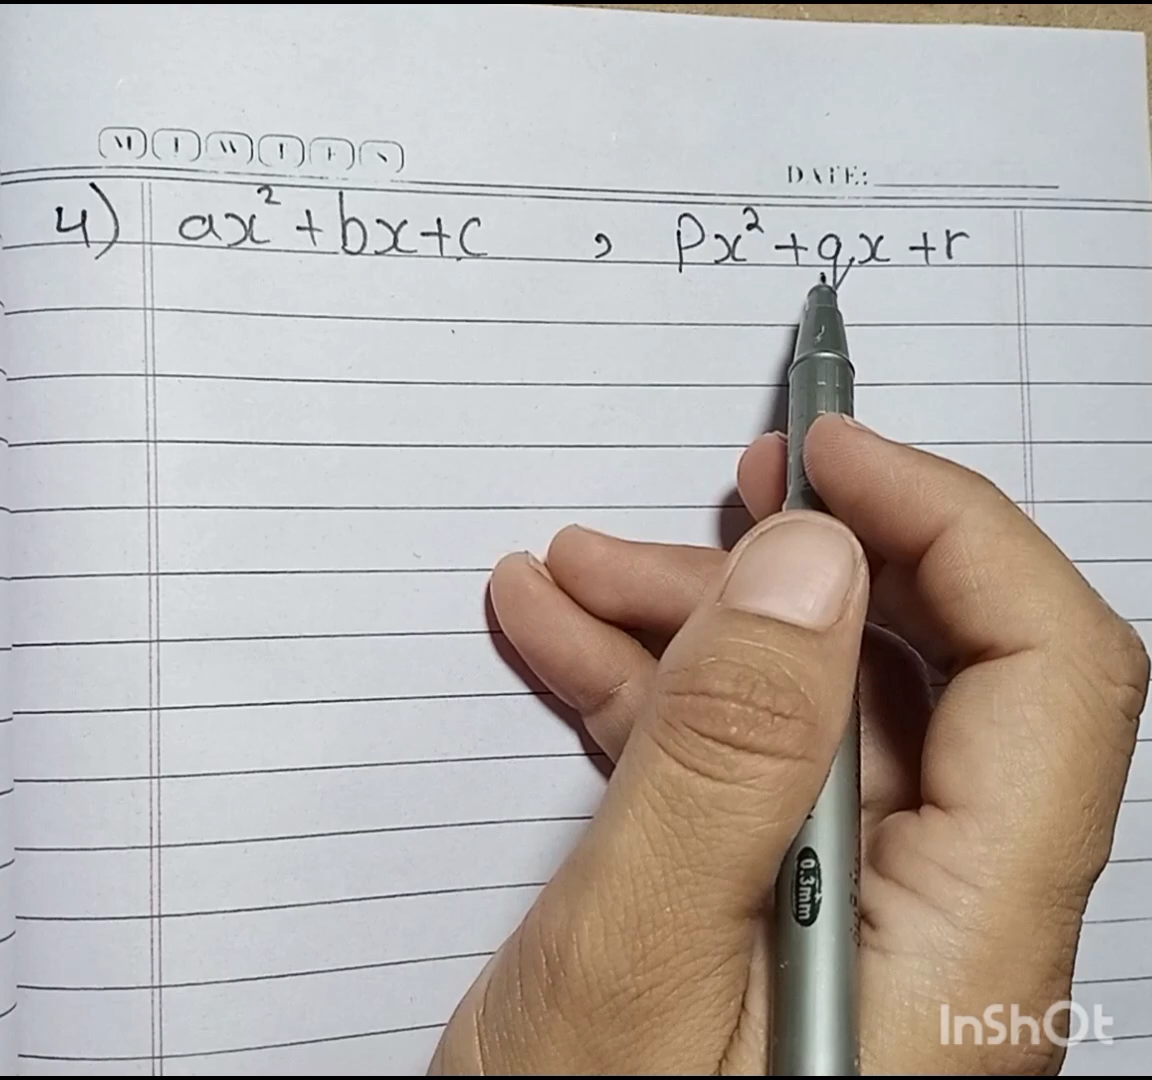 M T W T F S
DATE:
4) ax² + bx + c , px² + qx + r
0.3mm
InShOt